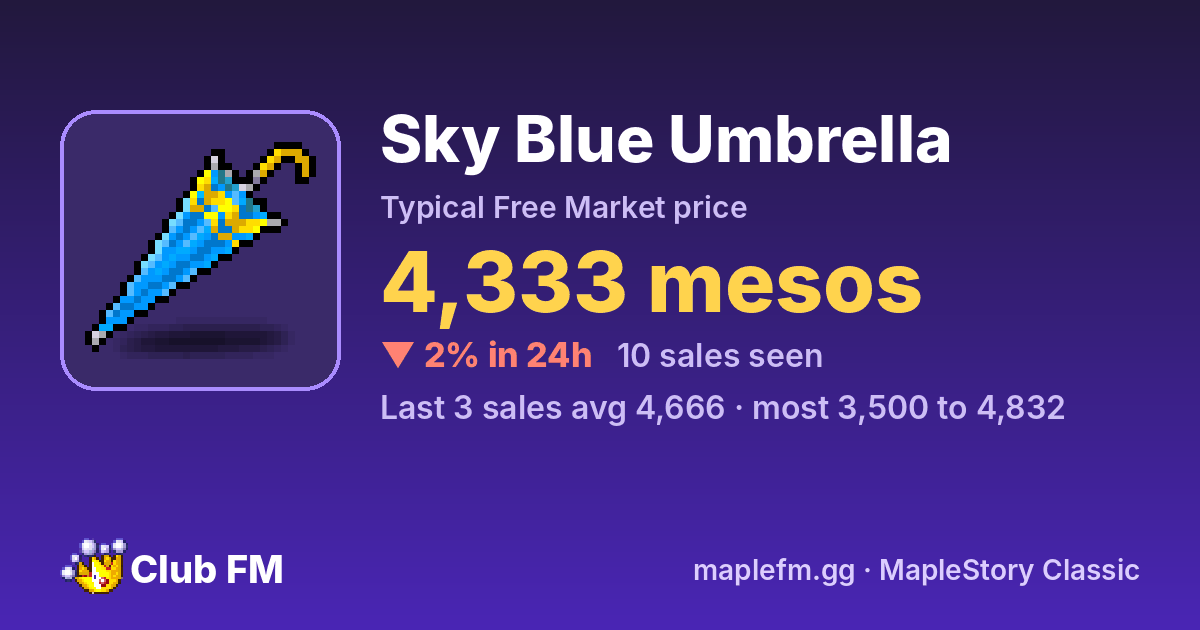 Sky Blue Umbrella
Typical Free Market price
4,333 mesos
▼ 2% in 24h 10 sales seen
Last 3 sales avg 4,666 · most 3,500 to 4,832
Club FM
maplefm.gg · MapleStory Classic